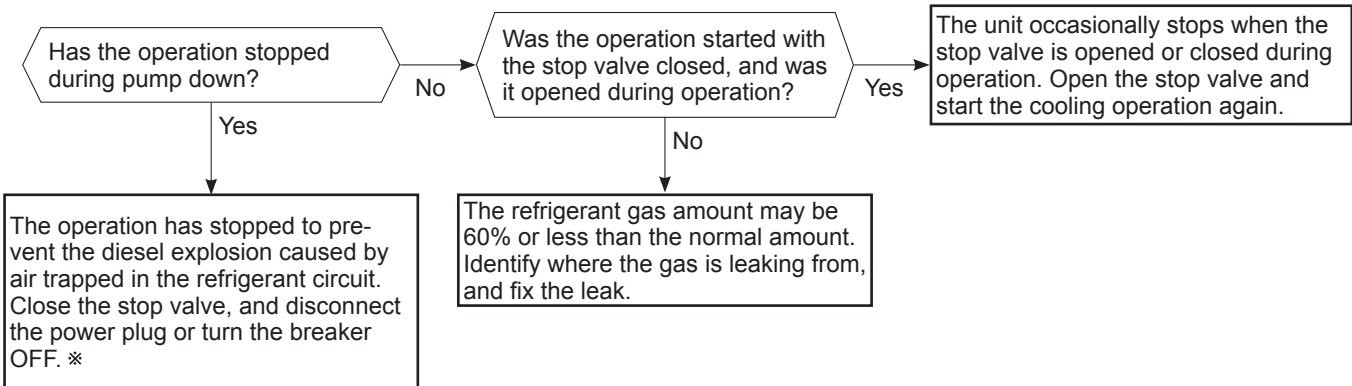 Has the operation stopped
during pump down?
No
Yes
Was the operation started with
the stop valve closed, and was
it opened during operation?
Yes
No
The unit occasionally stops when the
stop valve is opened or closed during
operation. Open the stop valve and
start the cooling operation again.
The operation has stopped to pre-
vent the diesel explosion caused by
air trapped in the refrigerant circuit.
Close the stop valve, and disconnect
the power plug or turn the breaker
OFF. ※
The refrigerant gas amount may be
60% or less than the normal amount.
Identify where the gas is leaking from,
and fix the leak.